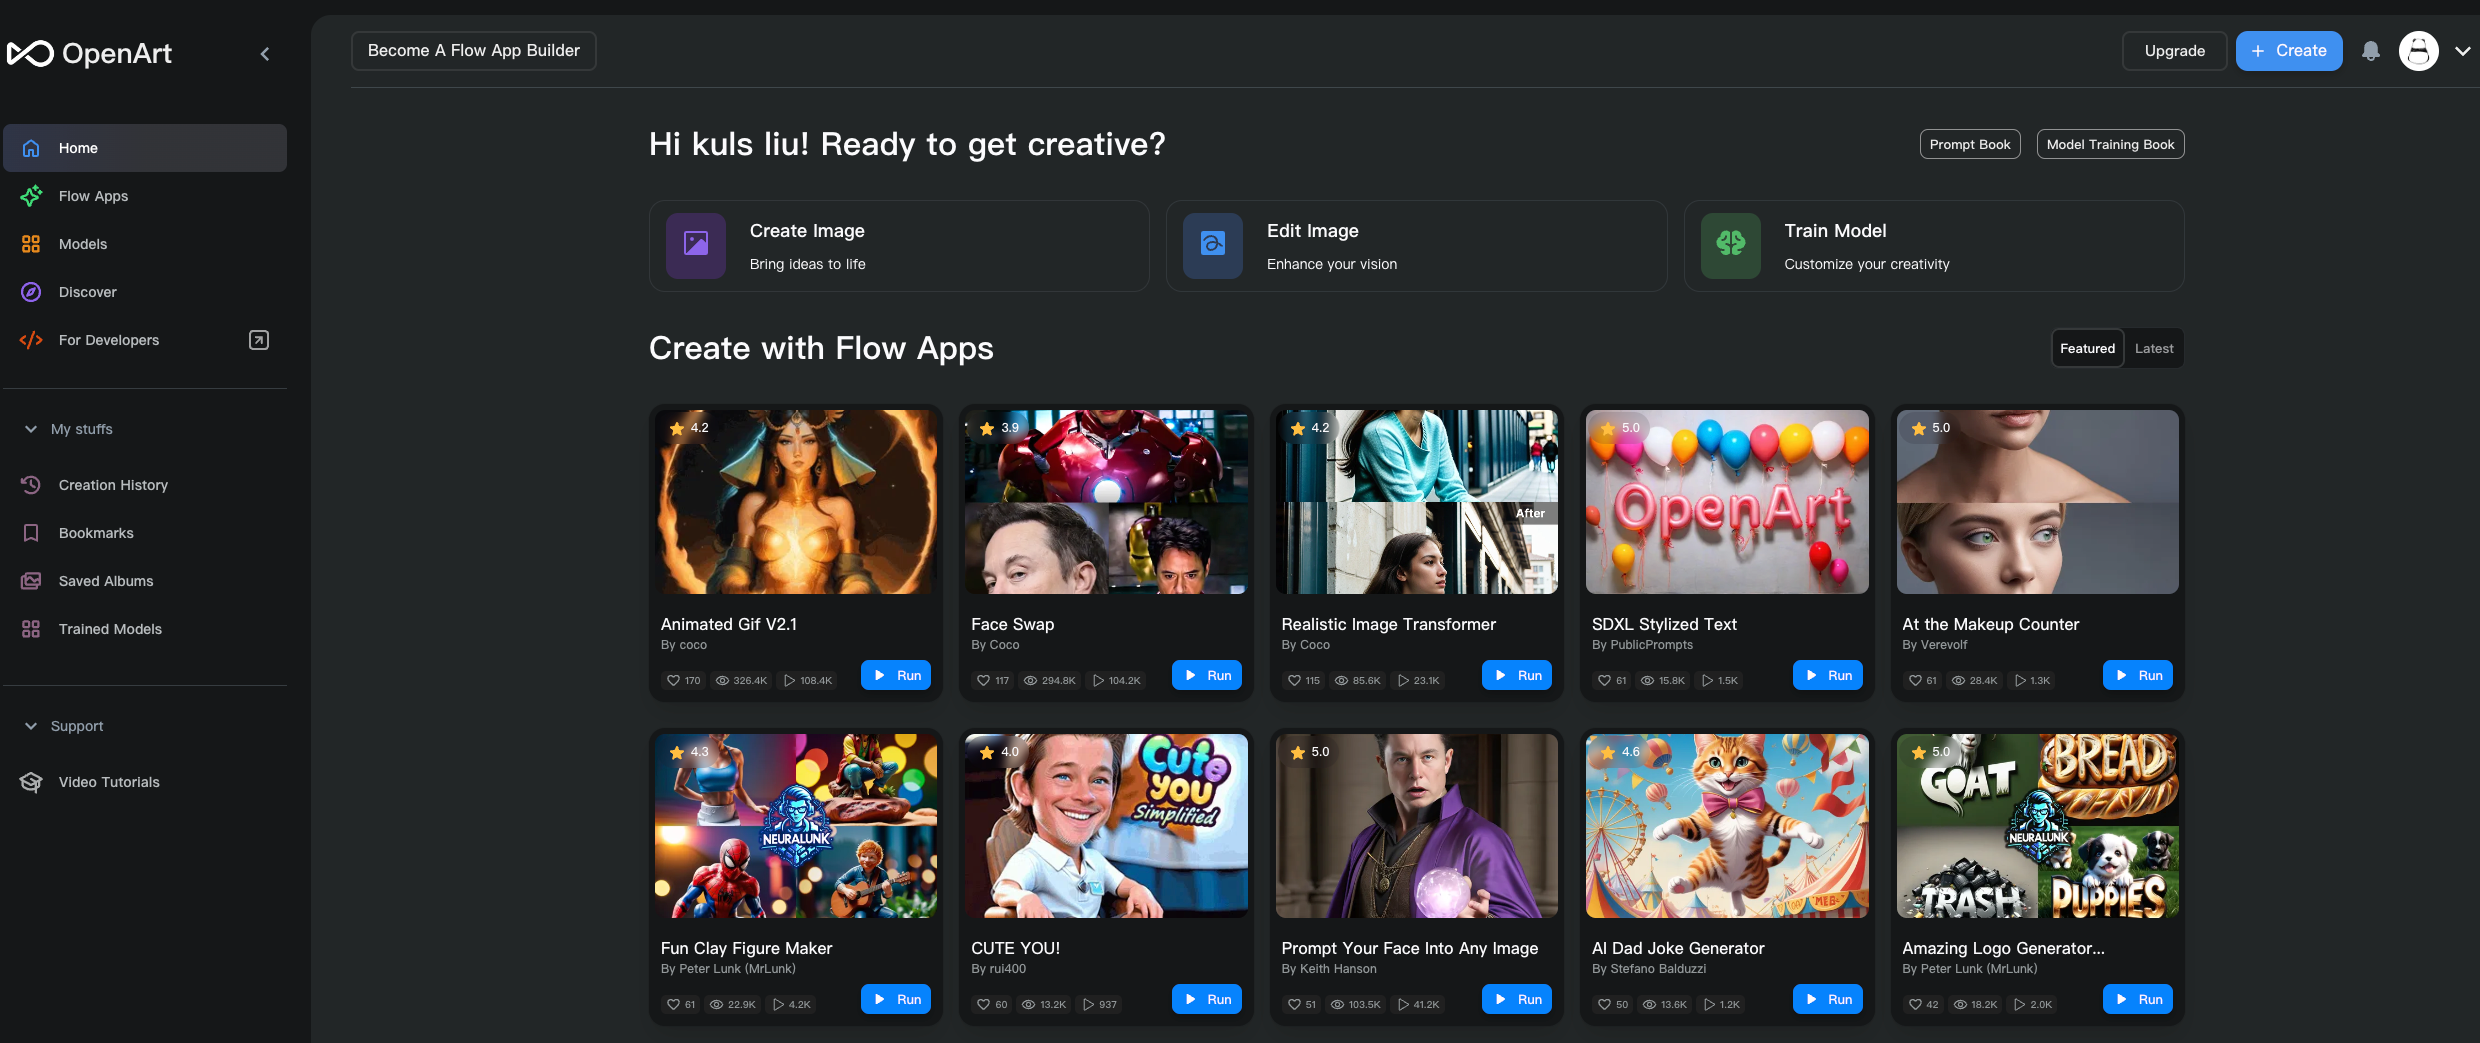 OpenArt
Become A Flow App Builder
Upgrade
+ Create
Home
Flow Apps
Models
Discover
For Developers
My stuffs
Creation History
Bookmarks
Saved Albums
Trained Models
Support
Video Tutorials
Hi kuls liu! Ready to get creative?
Prompt Book
Model Training Book
Create Image
Bring ideas to life
Edit Image
Enhance your vision
Train Model
Customize your creativity
Create with Flow Apps
Featured
Latest
4.2
Animated Gif V2.1
By coco
170
326.4K
108.4K
Run
3.9
Face Swap
By Coco
117
294.8K
104.2K
Run
4.2
After
Realistic Image Transformer
By Coco
115
85.6K
23.1K
Run
5.0
OpenArt
SDXL Stylized Text
By PublicPrompts
61
15.8K
1.5K
Run
5.0
At the Makeup Counter
By Verevolf
61
28.4K
1.3K
Run
4.3
NEURALUNK
Fun Clay Figure Maker
By Peter Lunk (MrLunk)
61
22.9K
4.2K
Run
4.0
Cute
you
Simplified
CUTE YOU!
By rui400
60
13.2K
937
Run
5.0
Prompt Your Face Into Any Image
By Keith Hanson
51
103.5K
41.2K
Run
4.6
AI Dad Joke Generator
By Stefano Balduzzi
50
13.6K
1.2K
Run
5.0
GOAT
BREAD
NEURALUNK
TRASH
PUPPIES
Amazing Logo Generator...
By Peter Lunk (MrLunk)
42
18.2K
2.0K
Run